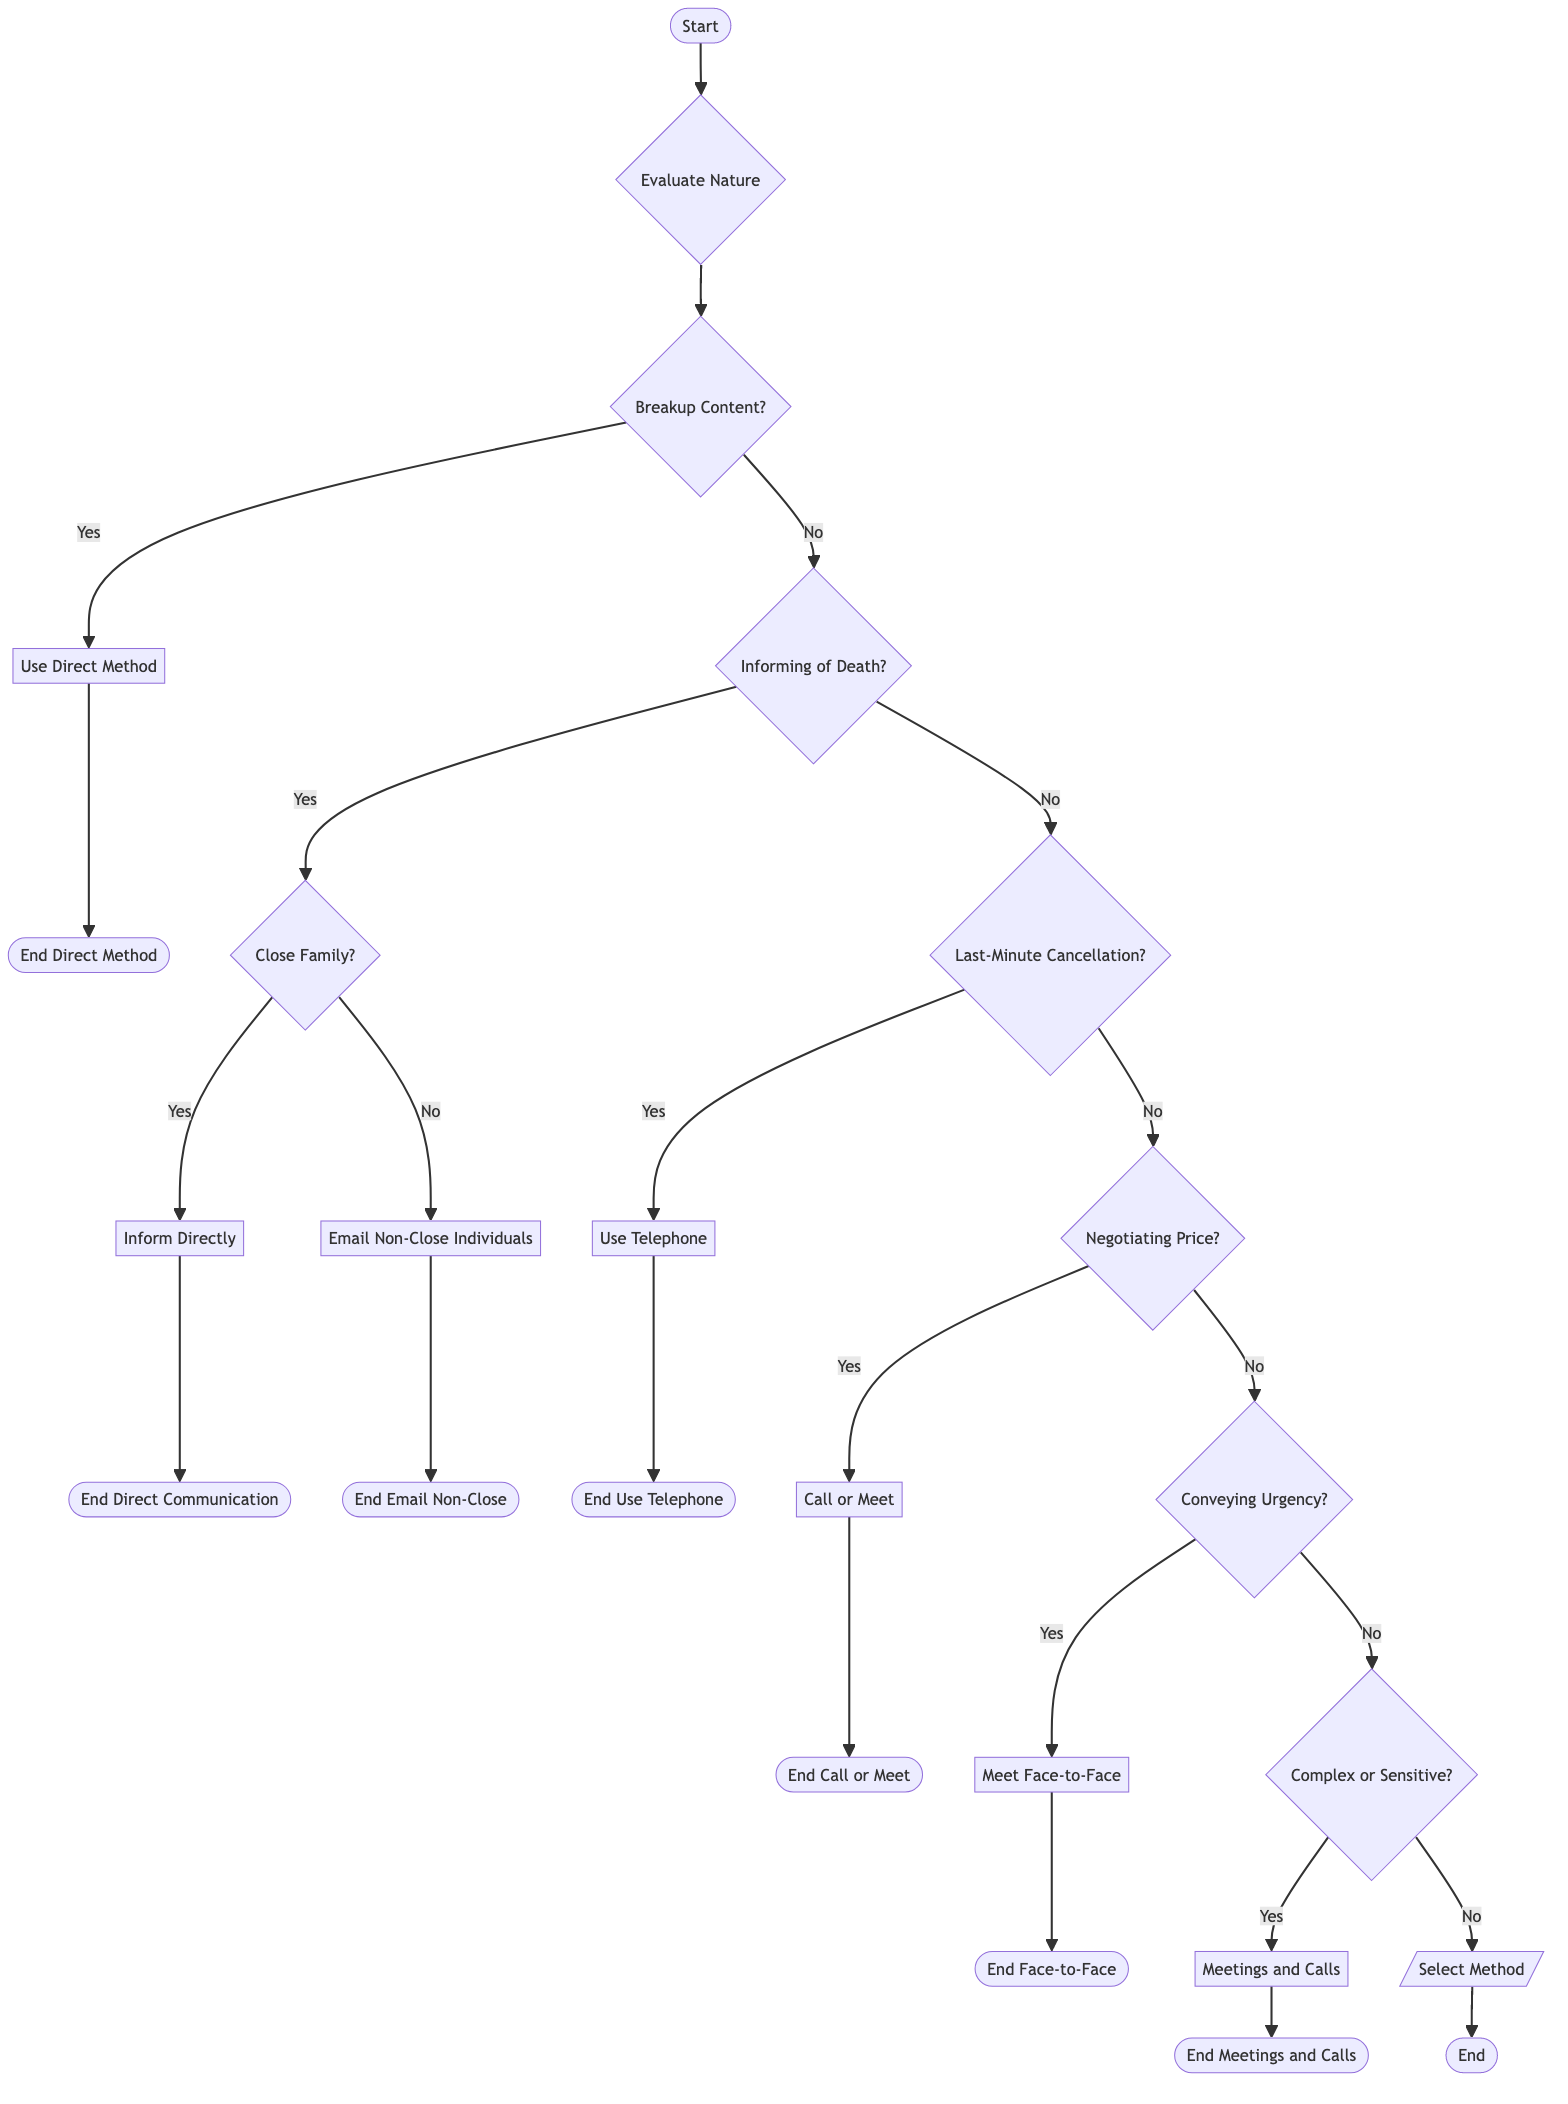 Start
Evaluate Nature
Breakup Content?
Yes
No
Use Direct Method
Informing of Death?
Yes
No
End Direct Method
Close Family?
Last-Minute Cancellation?
Yes
No
Yes
No
Inform Directly
Email Non-Close Individuals
Use Telephone
Negotiating Price?
Yes
No
End Direct Communication
End Email Non-Close
End Use Telephone
Call or Meet
Conveying Urgency?
Yes
No
End Call or Meet
Meet Face-to-Face
Complex or Sensitive?
Yes
No
End Face-to-Face
Meetings and Calls
Select Method
End Meetings and Calls
End